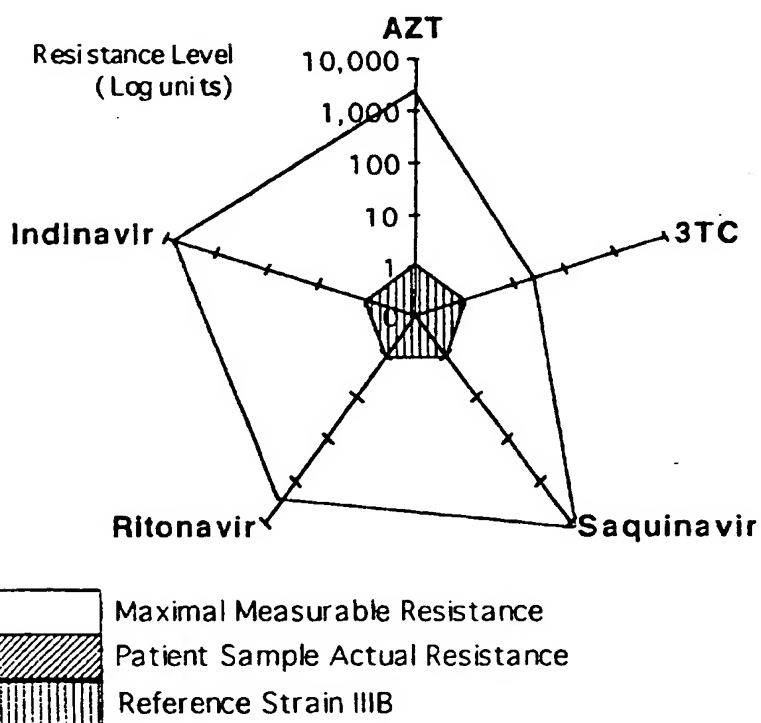 AZT
Resistance Level
(Log units)
10,000
1,000
100
10
1
0
Indinavir
3TC
Ritonavir
Saquinavir
Maximal Measurable Resistance
Patient Sample Actual Resistance
Reference Strain IIIB